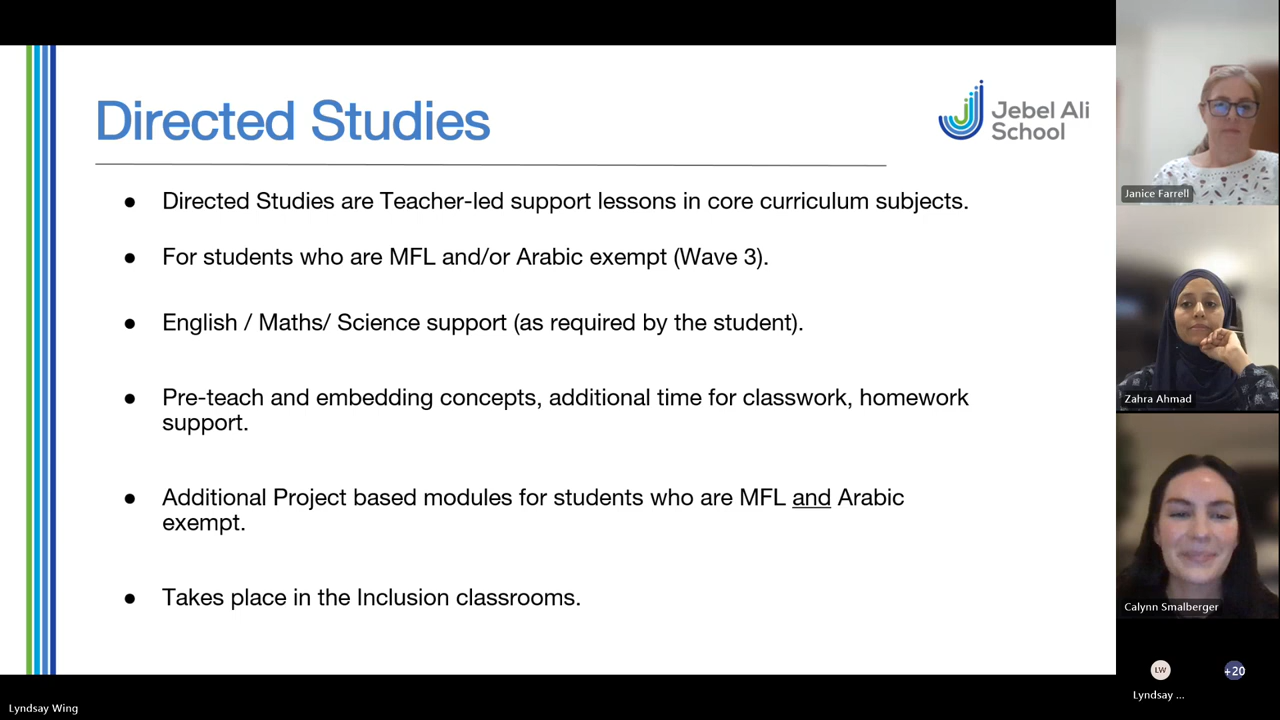 Directed Studies
Jebel Ali
School
● Directed Studies are Teacher-led support lessons in core curriculum subjects.
● For students who are MFL and/or Arabic exempt (Wave 3).
● English / Maths/ Science support (as required by the student).
● Pre-teach and embedding concepts, additional time for classwork, homework
support.
● Additional Project based modules for students who are MFL and Arabic
exempt.
● Takes place in the Inclusion classrooms.
Janice Farrell
Zahra Ahmad
Calynn Smalberger
LW
+20
Lyndsay ...
Lyndsay Wing